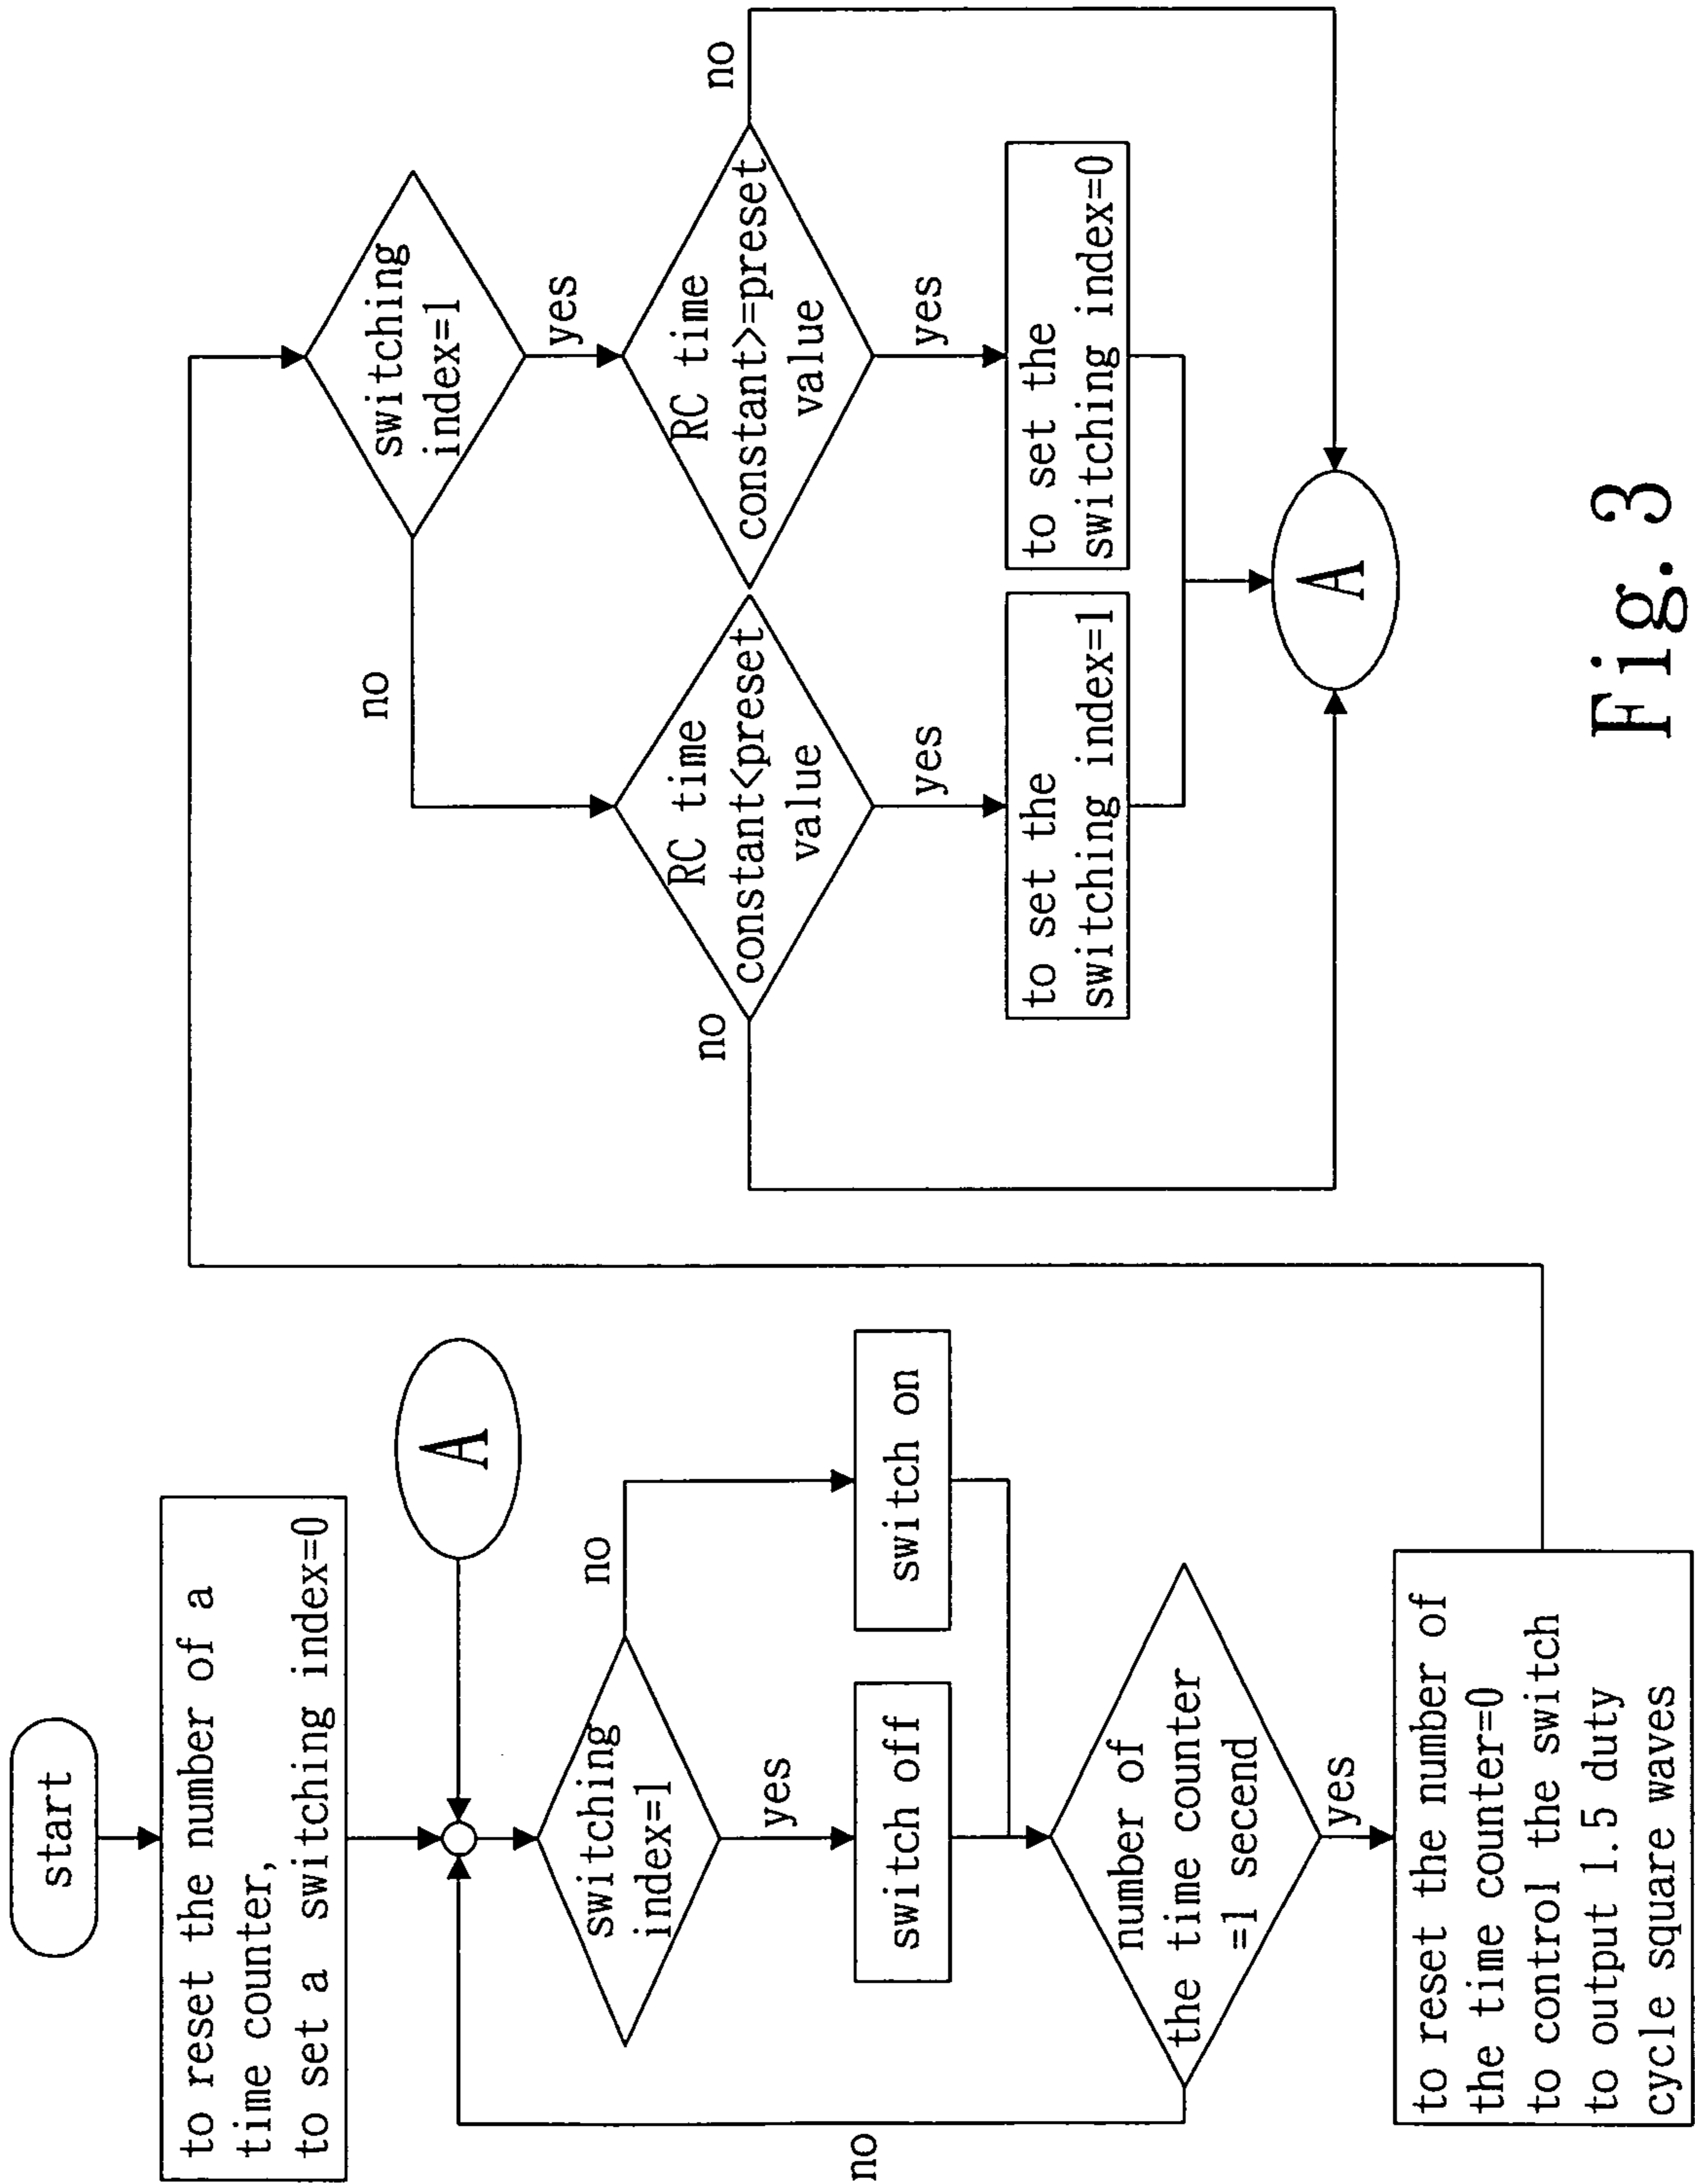 start
to reset the number of a
time counter,
to set a switching index=0
A
switching
index=1
no
yes
switch off
switch on
number of
the time counter
=1 secend
no
yes
to reset the number of
the time counter=0
to control the switch
to output 1.5 duty
cycle square waves
switching
index=1
no
yes
RC time
constant<preset
value
no
yes
RC time
constant>=preset
value
no
yes
to set the
switching index=1
to set the
switching index=0
A
Fig. 3